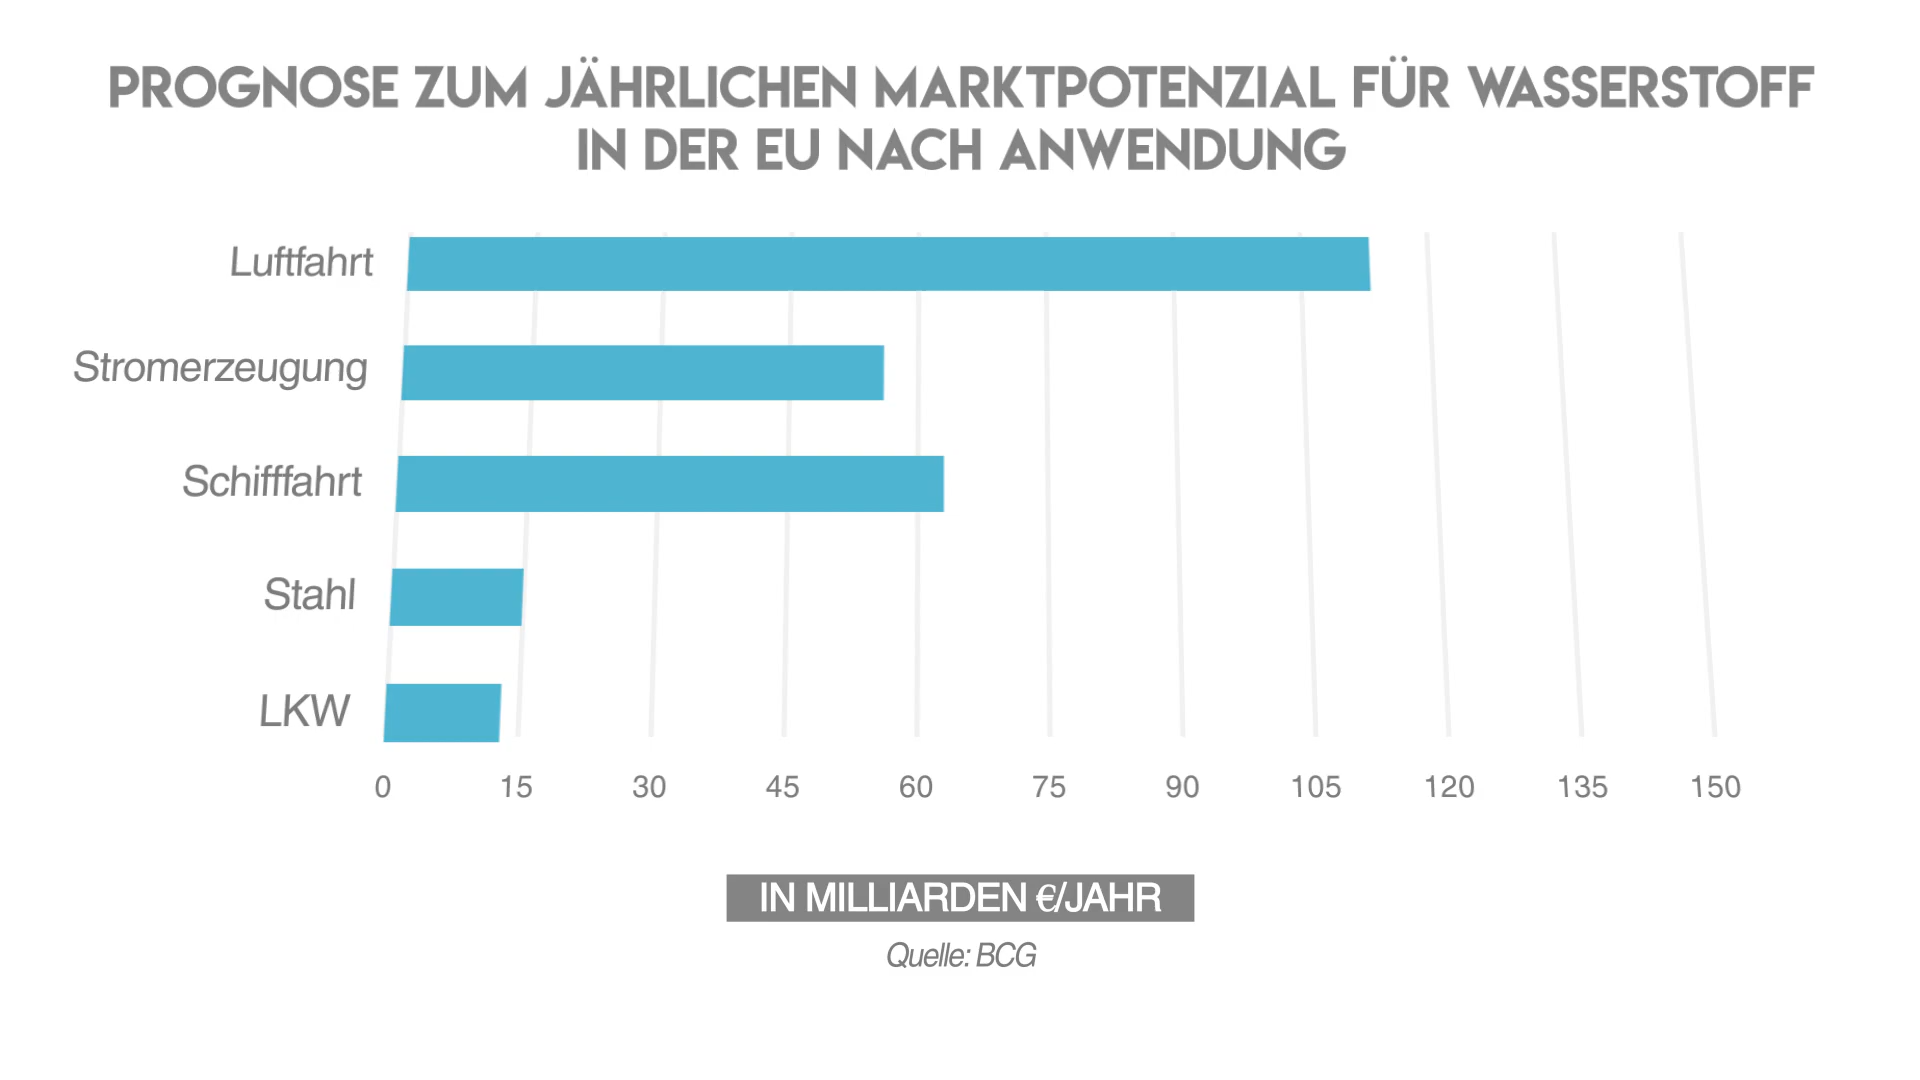 PROGNOSE ZUM JÄHRLICHEN MARKTPOTENZIAL FÜR WASSERSTOFF
IN DER EU NACH ANWENDUNG
Luftfahrt
Stromerzeugung
Schifffahrt
Stahl
LKW
0 15 30 45 60 75 90 105 120 135 150
IN MILLIARDEN €/JAHR
Quelle: BCG